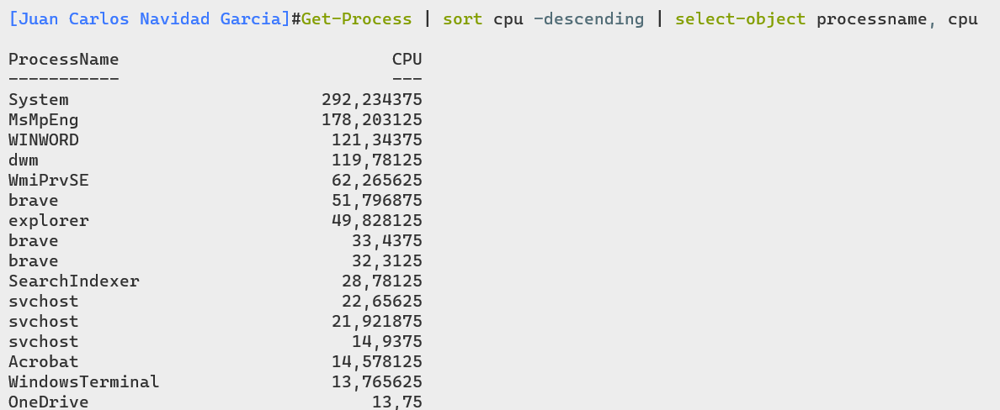 [Juan Carlos Navidad Garcia]#Get-Process | sort cpu -descending | select-object processname, cpu
ProcessName CPU
----------- ---
System 292,234375
MsMpEng 178,203125
WINWORD 121,34375
dwm 119,78125
WmiPrvSE 62,265625
brave 51,796875
explorer 49,828125
brave 33,4375
brave 32,3125
SearchIndexer 28,78125
svchost 22,65625
svchost 21,921875
svchost 14,9375
Acrobat 14,578125
WindowsTerminal 13,765625
OneDrive 13,75